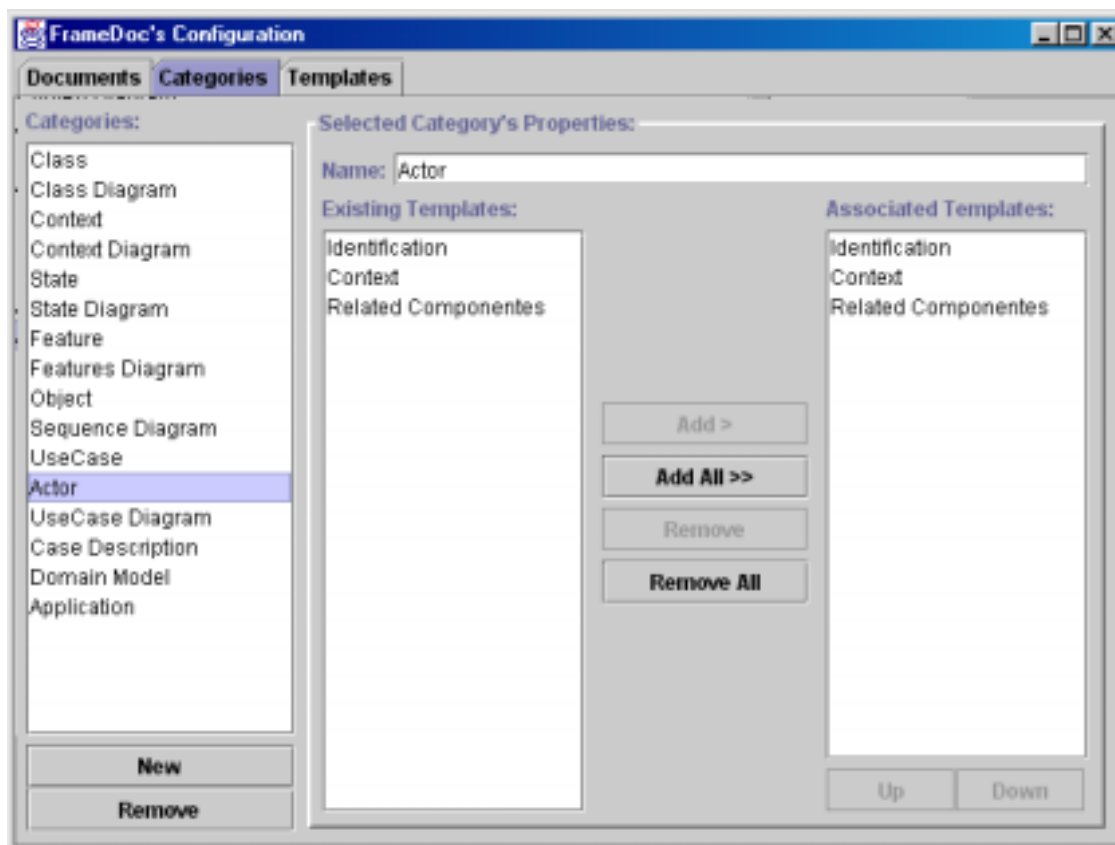 FrameDoc's Configuration
Documents Categories Templates
Categories:
Class
Class Diagram
Context
Context Diagram
State
State Diagram
Feature
Features Diagram
Object
Sequence Diagram
UseCase
Actor
UseCase Diagram
Case Description
Domain Model
Application
New
Remove
Selected Category's Properties:
Name: Actor
Existing Templates:
Identification
Context
Related Componentes
Add >
Add All >>
Remove
Remove All
Associated Templates:
Identification
Context
Related Componentes
Up Down